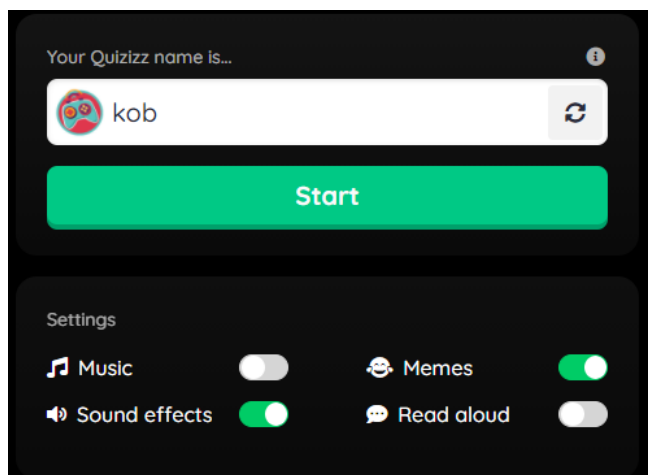 Your Quizizz name is...
kob
Start
Settings
Music
Memes
Sound effects
Read aloud